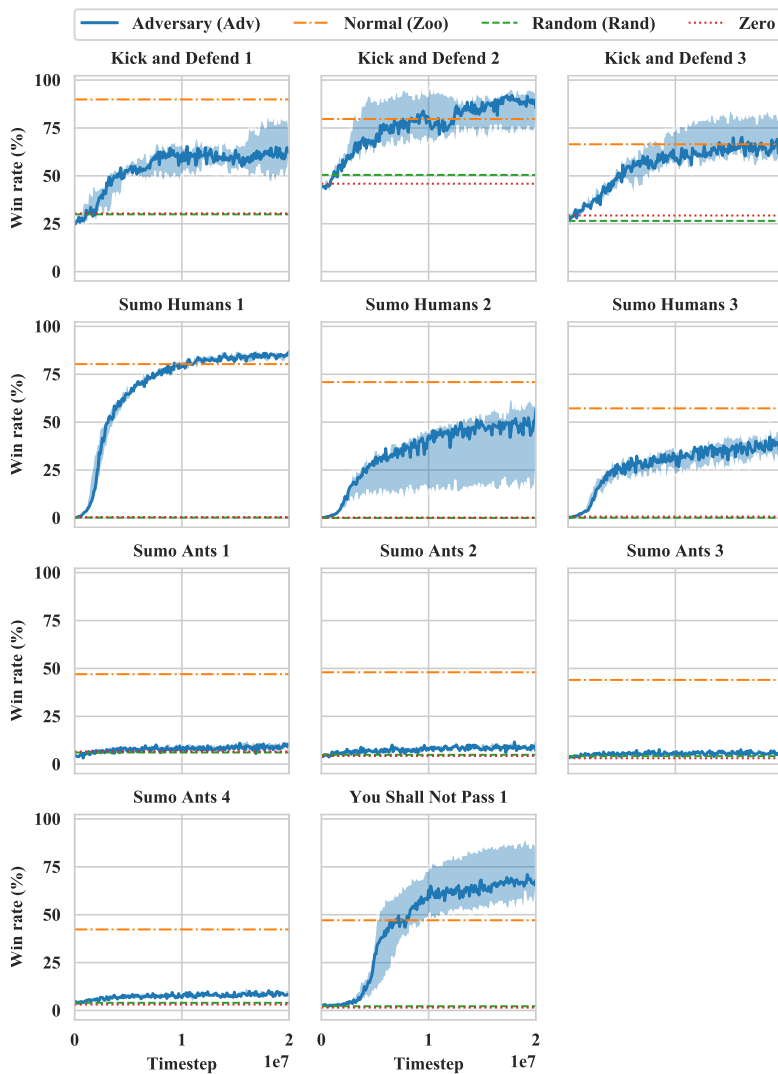 Adversary (Adv) Normal (Zoo) Random (Rand) Zero
Kick and Defend 1 Kick and Defend 2 Kick and Defend 3
100
75
50
25
0
Win rate (%)
Sumo Humans 1 Sumo Humans 2 Sumo Humans 3
100
75
50
25
0
Win rate (%)
Sumo Ants 1 Sumo Ants 2 Sumo Ants 3
100
75
50
25
0
Win rate (%)
Sumo Ants 4 You Shall Not Pass 1
100
75
50
25
0
Win rate (%)
0 1 2 0 1 2
Timestep 1e7 Timestep 1e7